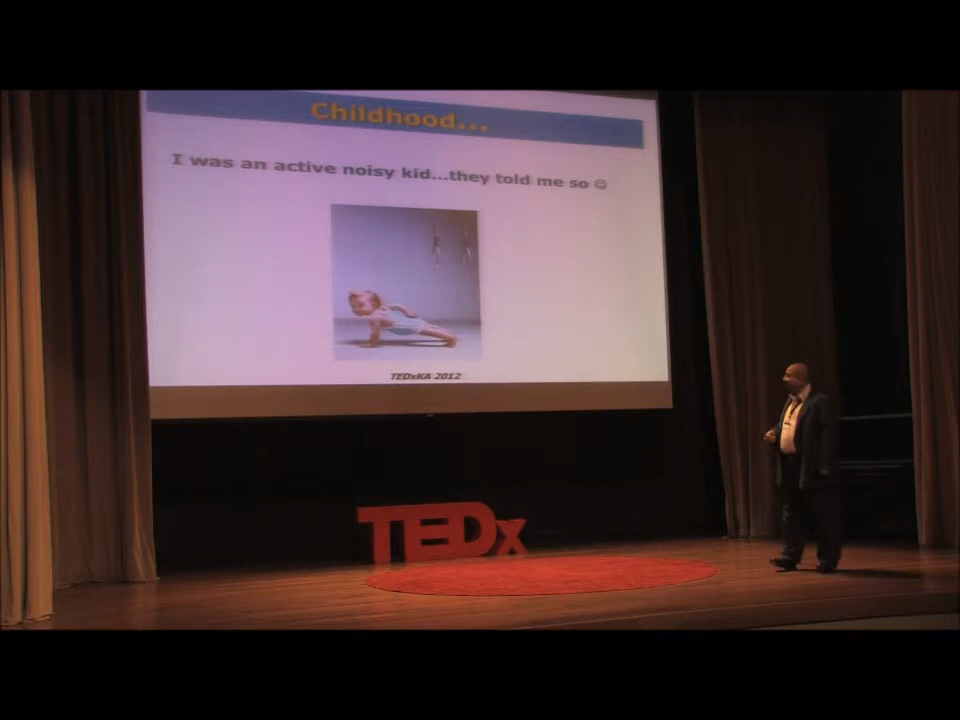 Childhood...
I was an active noisy kid...they told me so ☺
TEDxKA 2012
TEDx